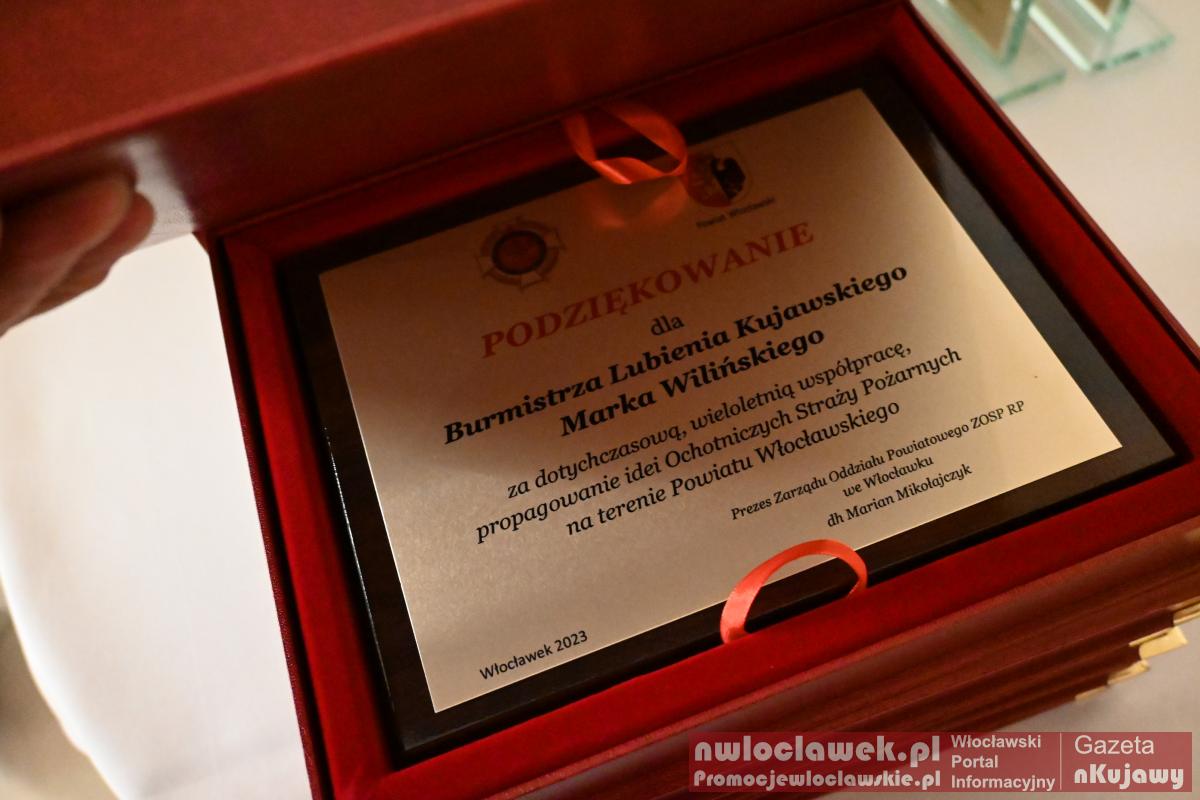 Powiat Włocławski
PODZIĘKOWANIE
dla
Burmistrza Lubienia Kujawskiego
Marka Wilińskiego
za dotychczasową, wieloletnią współpracę,
propagowanie idei Ochotniczych Straży Pożarnych
na terenie Powiatu Włocławskiego
Prezes Zarządu Oddziału Powiatowego ZOSP RP
we Włocławku
dh Marian Mikołajczyk
Włocławek 2023
nwloclawek.pl
Promocjewloclawskie.pl
Włocławski
Portal
Informacyjny
Gazeta
nKujawy